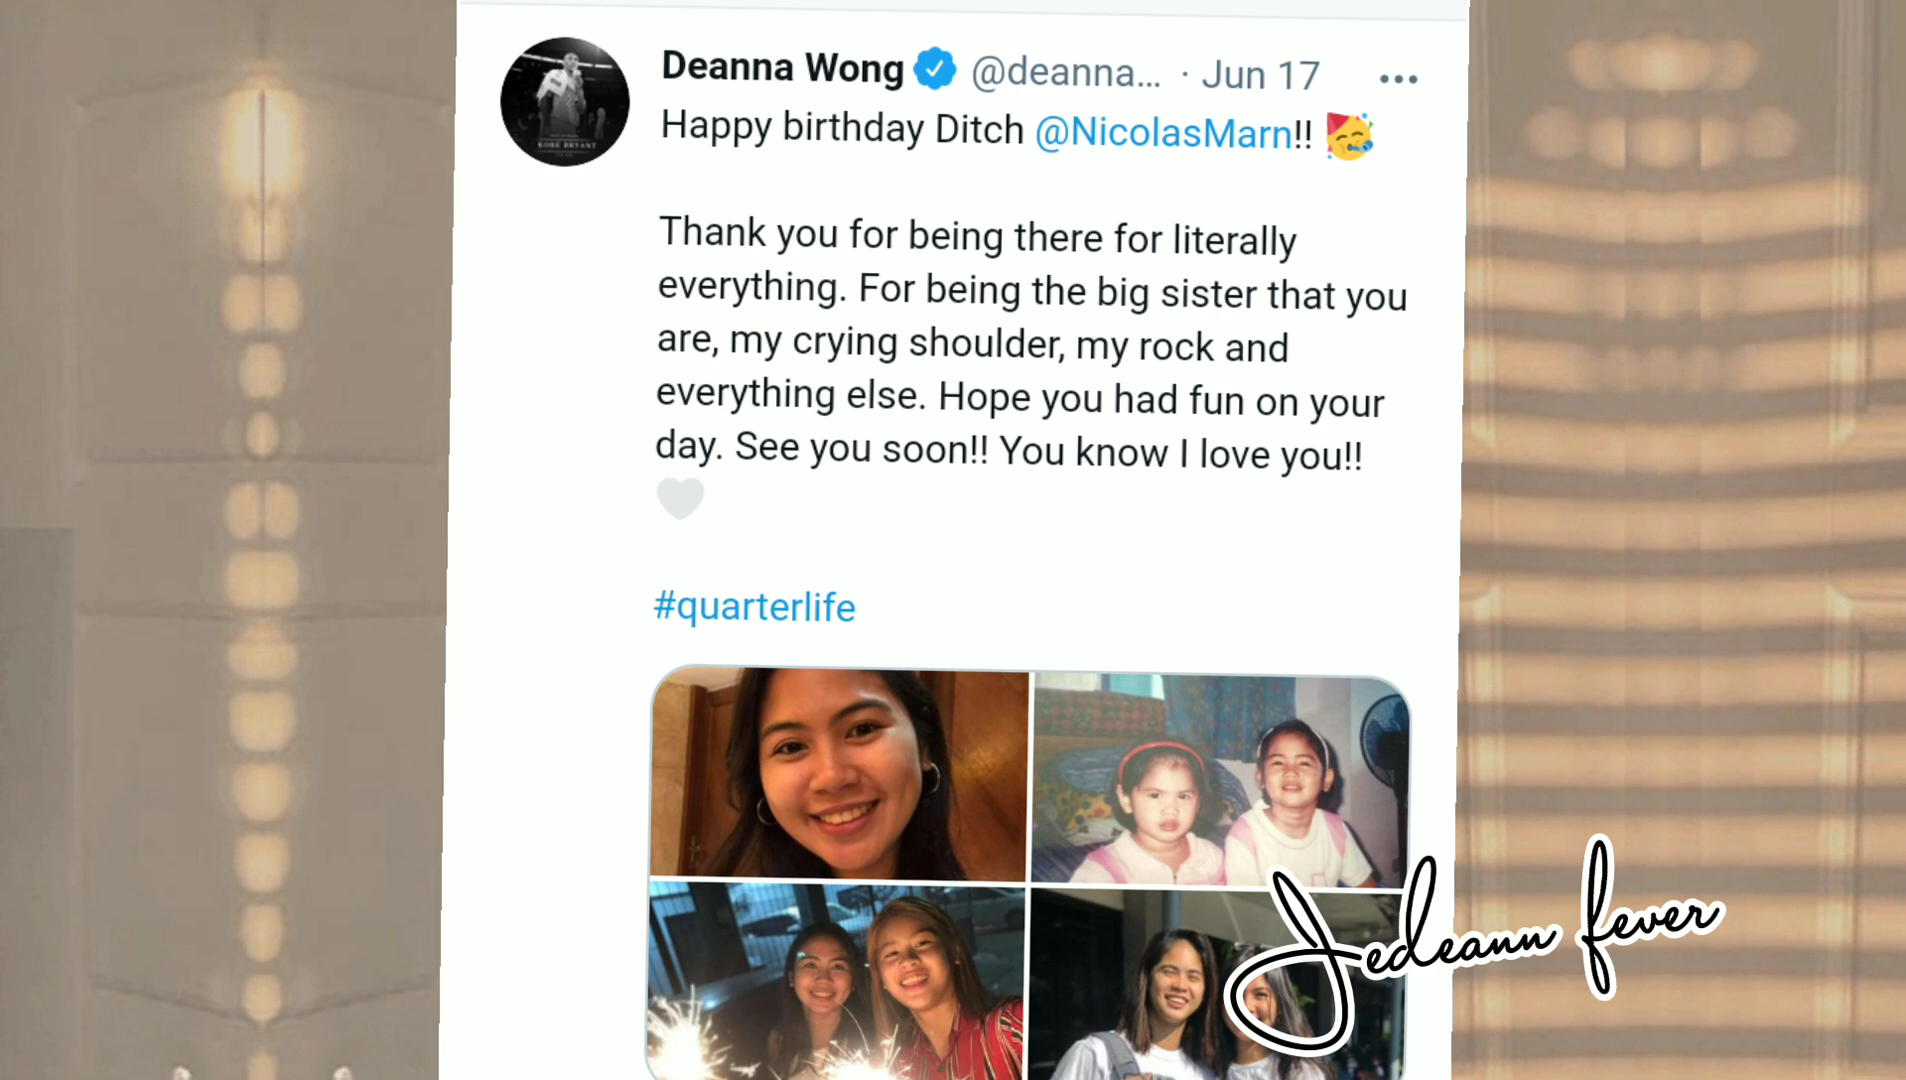 Deanna Wong @deanna... · Jun 17
Happy birthday Ditch @NicolasMarn!! 🥳
Thank you for being there for literally
everything. For being the big sister that you
are, my crying shoulder, my rock and
everything else. Hope you had fun on your
day. See you soon!! You know I love you!!
🤍
#quarterlife
KOBE BRYANT
Jedeann fever